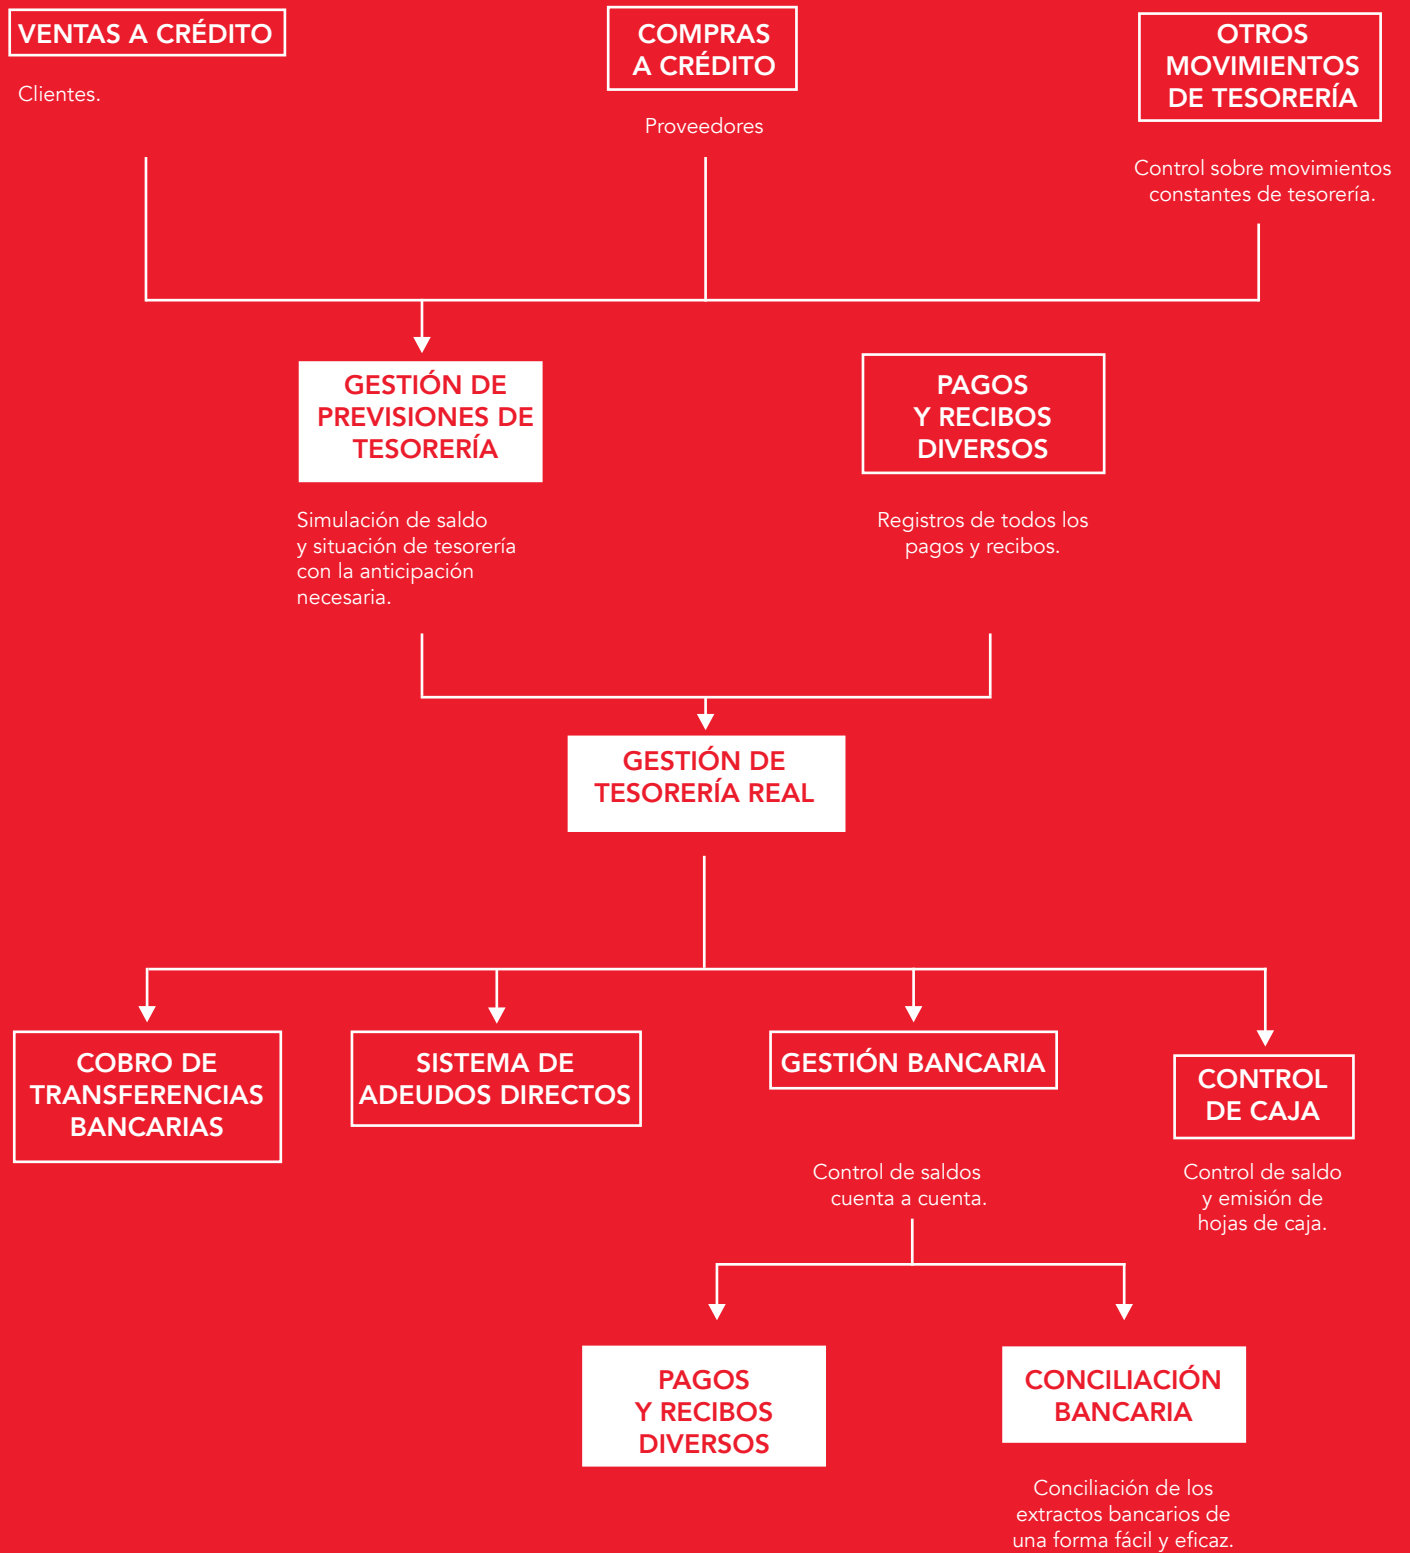 VENTAS A CRÉDITO
Clientes.
COMPRAS
A CRÉDITO
Proveedores
OTROS
MOVIMIENTOS
DE TESORERÍA
Control sobre movimientos
constantes de tesorería.
GESTIÓN DE
PREVISIONES DE
TESORERÍA
Simulación de saldo
y situación de tesorería
con la anticipación
necesaria.
PAGOS
Y RECIBOS
DIVERSOS
Registros de todos los
pagos y recibos.
GESTIÓN DE
TESORERÍA REAL
COBRO DE
TRANSFERENCIAS
BANCARIAS
SISTEMA DE
ADEUDOS DIRECTOS
GESTIÓN BANCARIA
Control de saldos
cuenta a cuenta.
CONTROL
DE CAJA
Control de saldo
y emisión de
hojas de caja.
PAGOS
Y RECIBOS
DIVERSOS
CONCILIACIÓN
BANCARIA
Conciliación de los
extractos bancarios de
una forma fácil y eficaz.